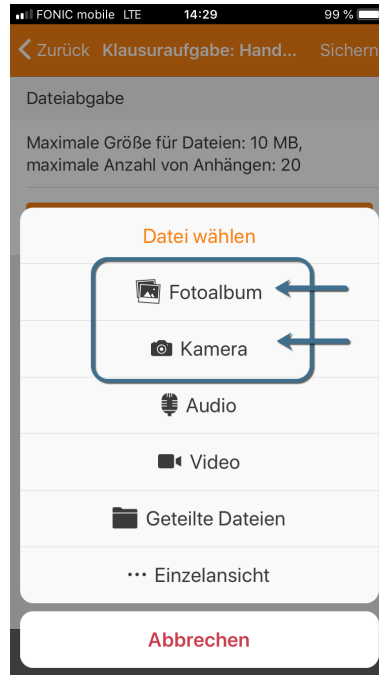 FONIC mobile LTE 14:29 99 %
Zurück Klausuraufgabe: Hand... Sichern
Dateiabgabe
Maximale Größe für Dateien: 10 MB,
maximale Anzahl von Anhängen: 20
Datei wählen
Fotoalbum
Kamera
Audio
Video
Geteilte Dateien
Einzelansicht
Abbrechen